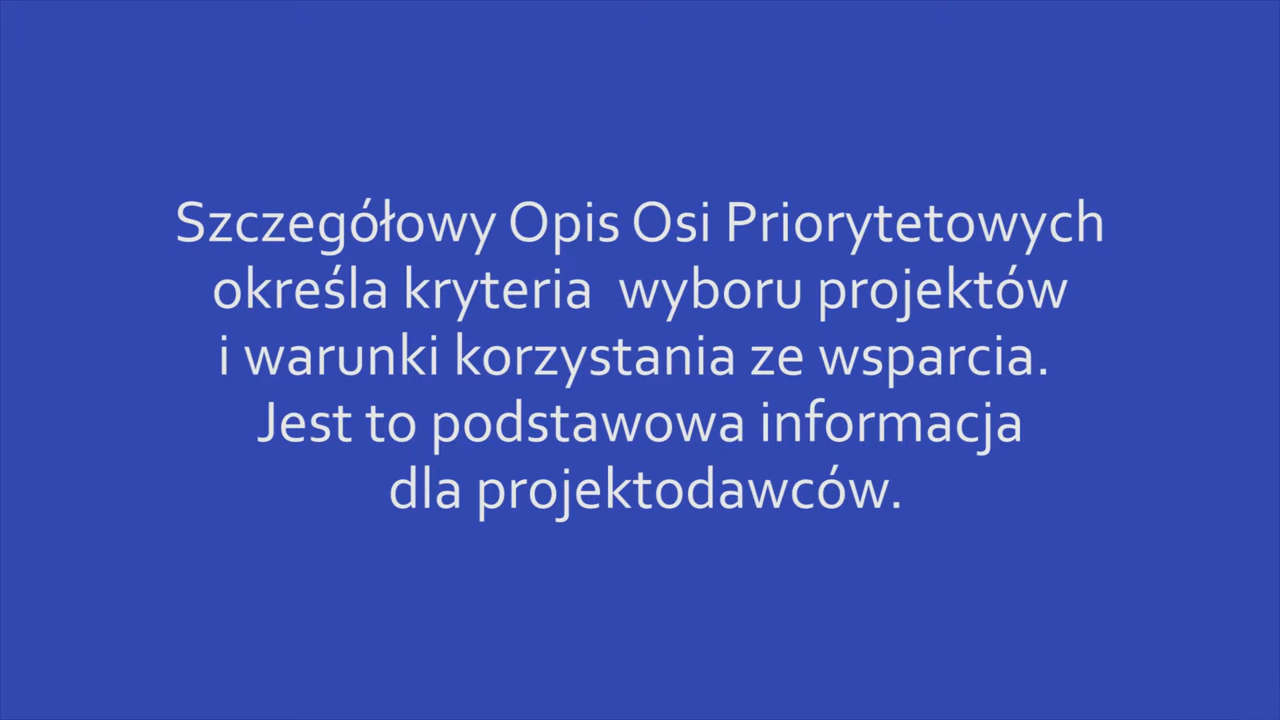 Szczegółowy Opis Osi Priorytetowych
określa kryteria  wyboru projektów
i warunki korzystania ze wsparcia.
Jest to podstawowa informacja
dla projektodawców.